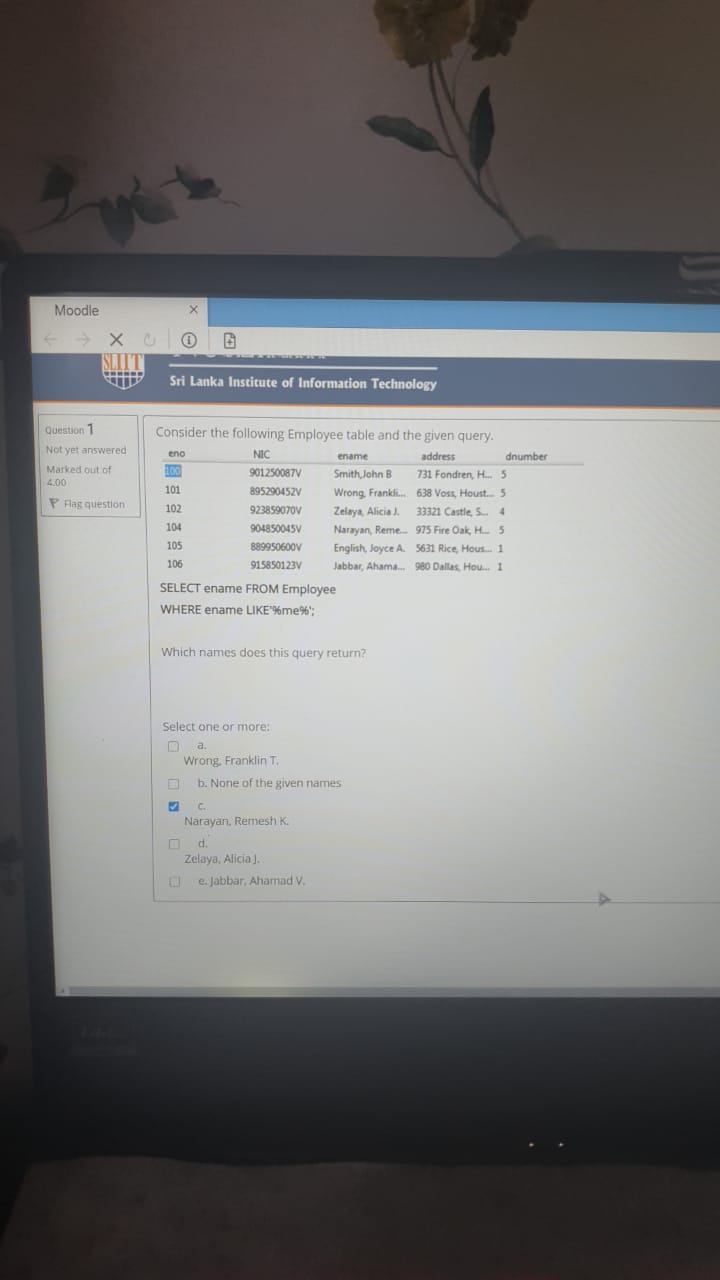 Moodle
SLIIT
Sri Lanka Institute of Information Technology
Question 1
Not yet answered
Marked out of
4.00
Flag question
Consider the following Employee table and the given query.
eno NIC ename address dnumber
100 901250087V Smith,John B 731 Fondren, H... 5
101 895290452V Wrong, Frankli... 638 Voss, Houst... 5
102 923859070V Zelaya, Alicia J. 33321 Castle, S... 4
104 904850045V Narayan, Reme... 975 Fire Oak, H... 5
105 889950600V English, Joyce A. 5631 Rice, Hous... 1
106 915850123V Jabbar, Ahama... 980 Dallas, Hou... 1
SELECT ename FROM Employee
WHERE ename LIKE'%me%';
Which names does this query return?
Select one or more:
a.
Wrong, Franklin T.
b. None of the given names
c.
Narayan, Remesh K.
d.
Zelaya, Alicia J.
e. Jabbar, Ahamad V.